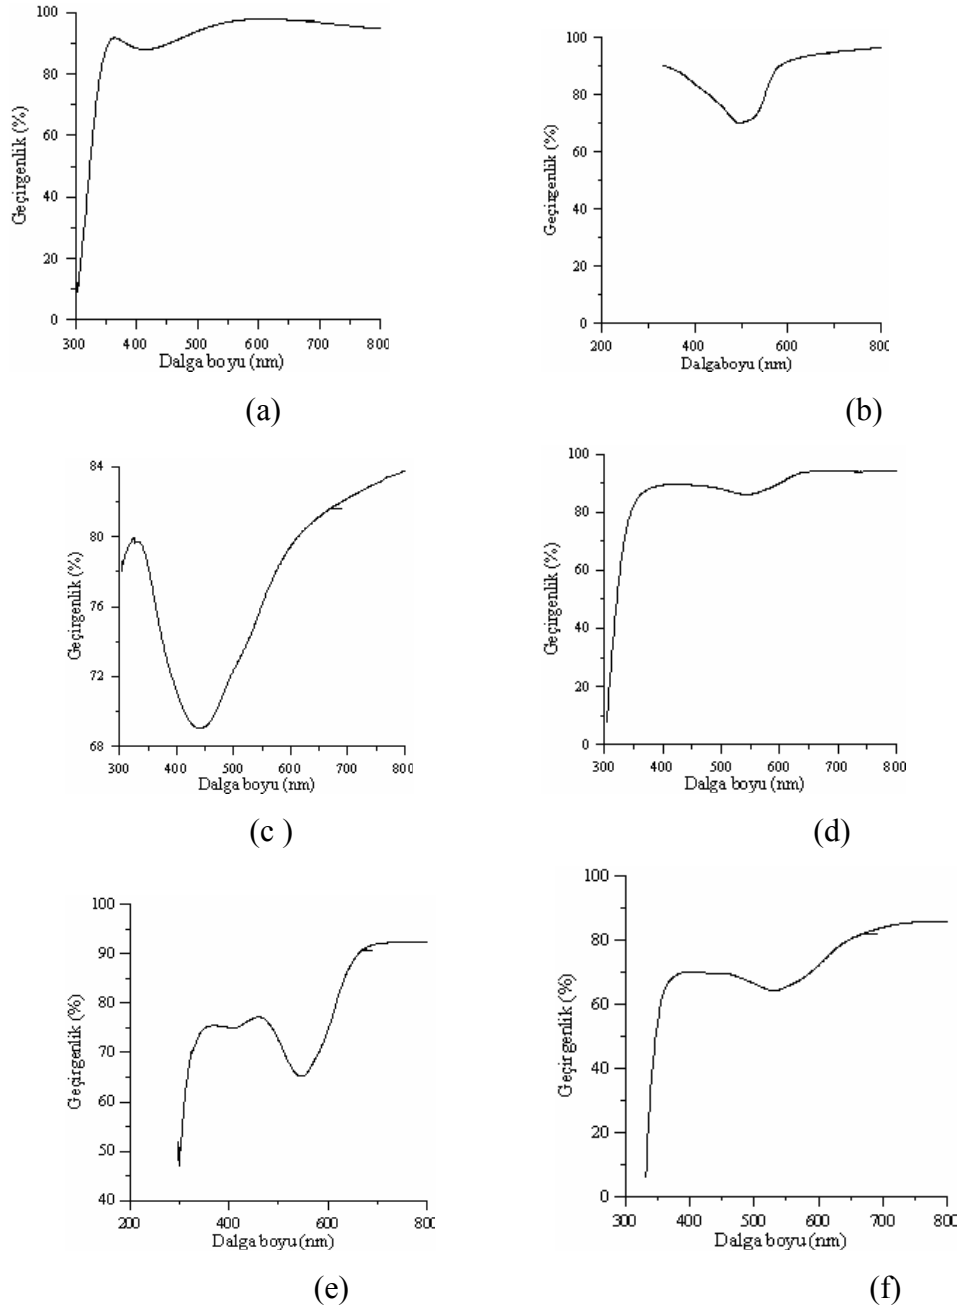 100
80
60
40
20
0
Geçirgenlik (%)
300 400 500 600 700 800
Dalga boyu (nm)
(a)
100
80
60
40
20
0
Geçirgenlik (%)
200 400 600 800
Dalgaboyu (nm)
(b)
84
80
76
72
68
Geçirgenlik (%)
300 400 500 600 700 800
Dalga boyu (nm)
(c )
100
80
60
40
20
0
Geçirgenlik (%)
300 400 500 600 700 800
Dalga boyu (nm)
(d)
100
90
80
70
60
50
40
Geçirgenlik (%)
200 400 600 800
Dalga boyu (nm)
(e)
100
80
60
40
20
0
Geçirgenlik (%)
300 400 500 600 700 800
Dalga boyu (nm)
(f)